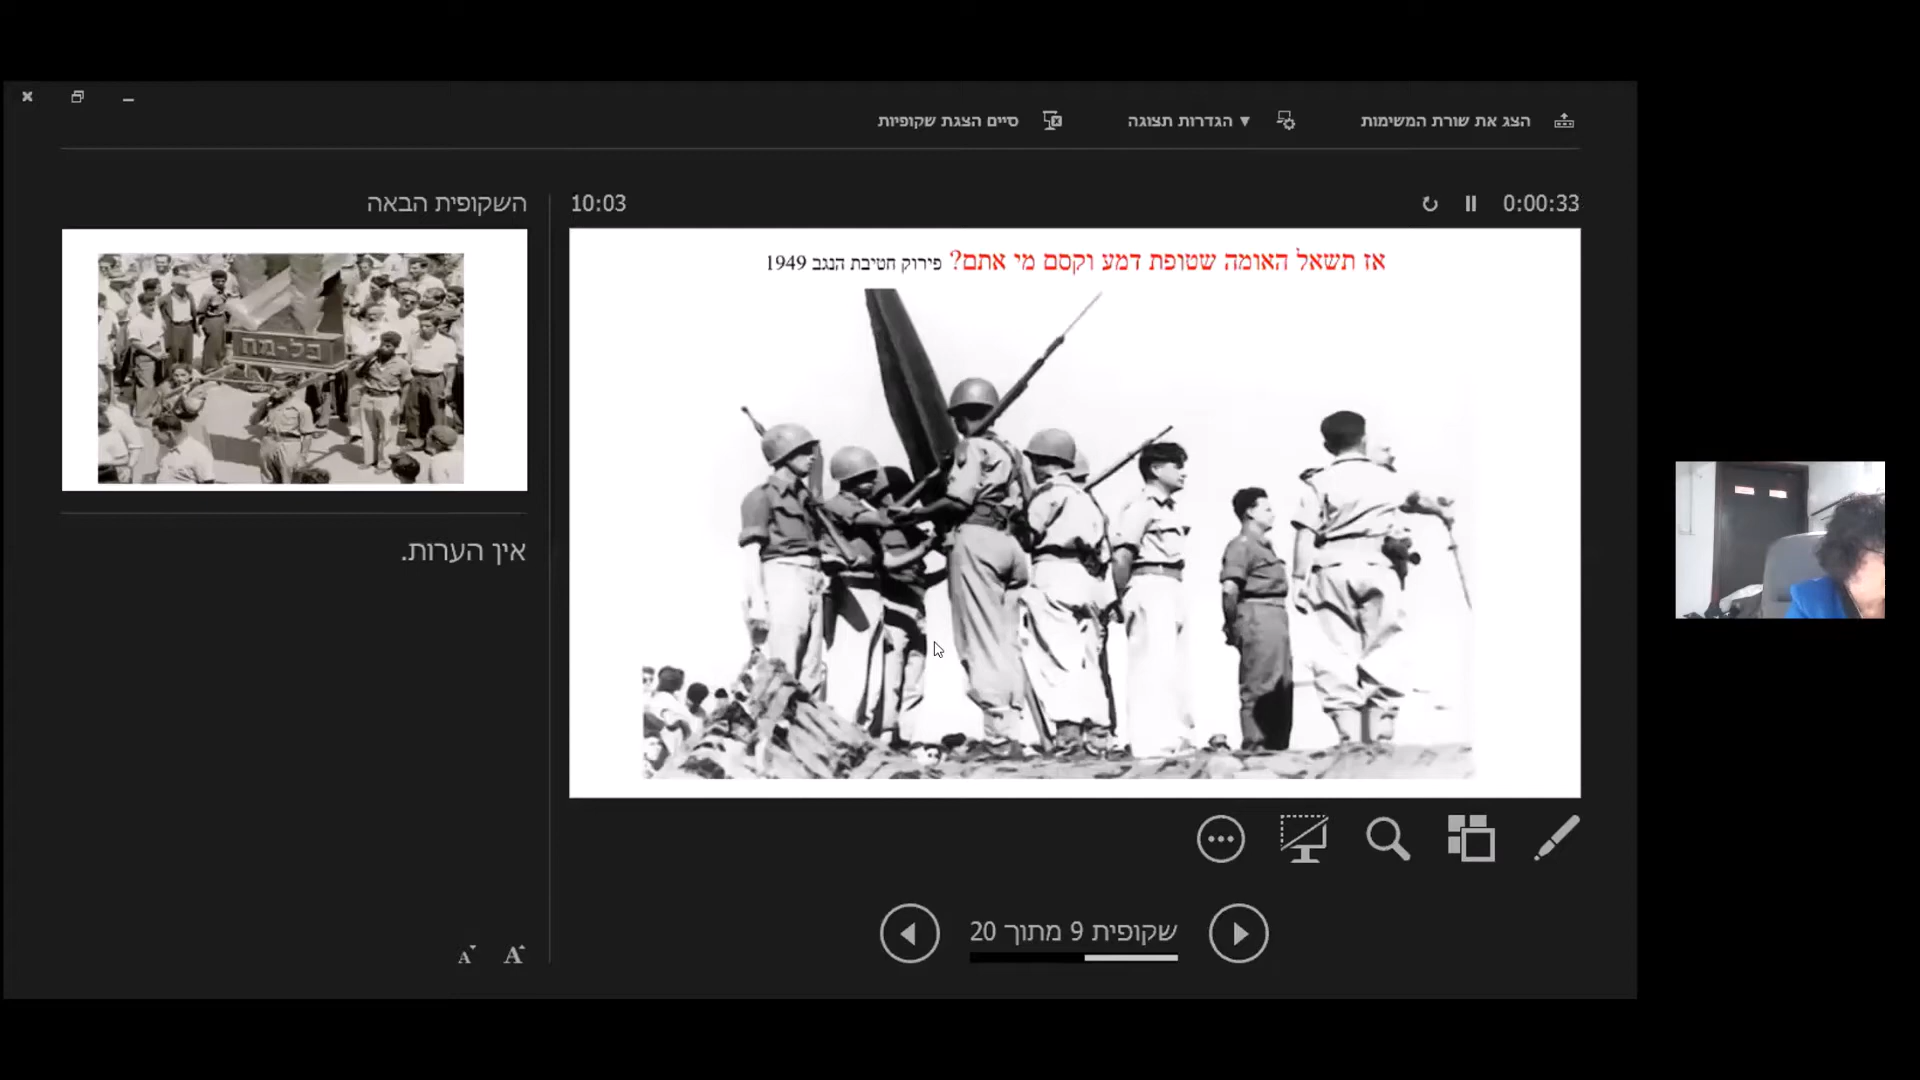 הצג את שורת המשימות
הגדרות תצוגה ▼
סיים הצגת שקופיות
0:00:33
10:03
השקופית הבאה
אז תשאל האומה שטופת דמע וקסם מי אתם? פירוק חטיבת הנגב 1949
פל-מח
אין הערות.
שקופית 9 מתוך 20
A A